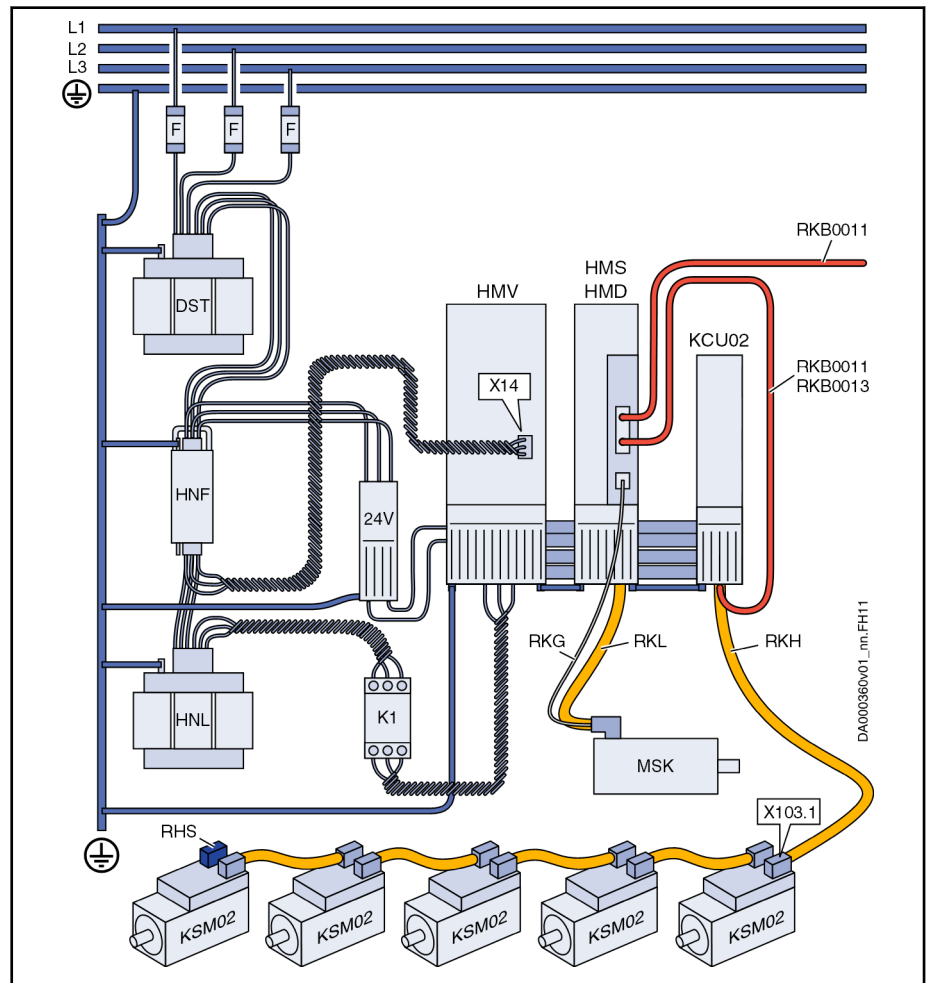 L1
L2
L3
F F F
RKB0011
HMS
HMD
HMV
DST
KCU02
RKB0011
RKB0013
X14
HNF
24V
RKG
RKL
RKH
DA000360v01_nn.FH11
HNL
K1
MSK
X103.1
RHS
KSM02 KSM02 KSM02 KSM02 KSM02